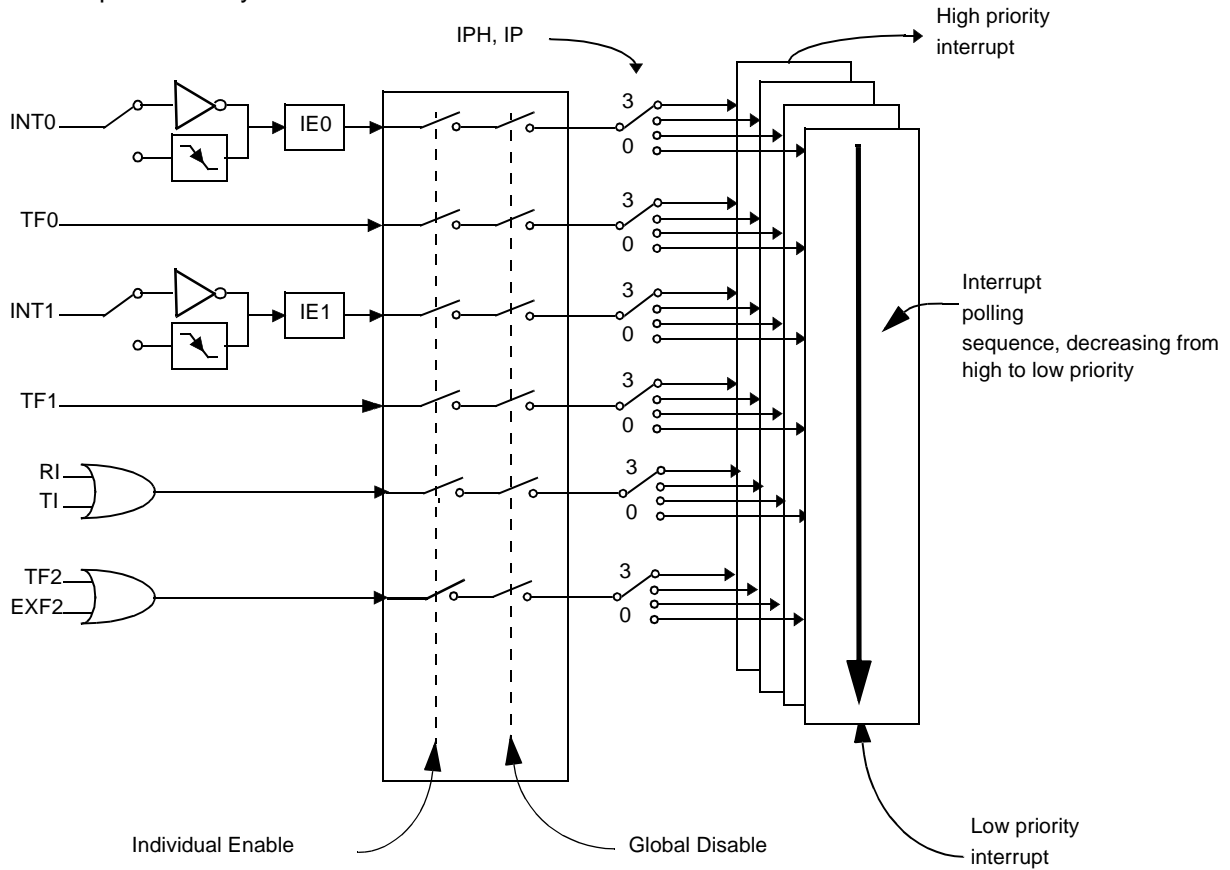 High priority
interrupt
IPH, IP
INT0
IE0
3
0
TF0
3
0
INT1
IE1
3
0
Interrupt
polling
sequence, decreasing from
high to low priority
TF1
3
0
RI
TI
3
0
TF2
EXF2
3
0
Individual Enable
Global Disable
Low priority
interrupt